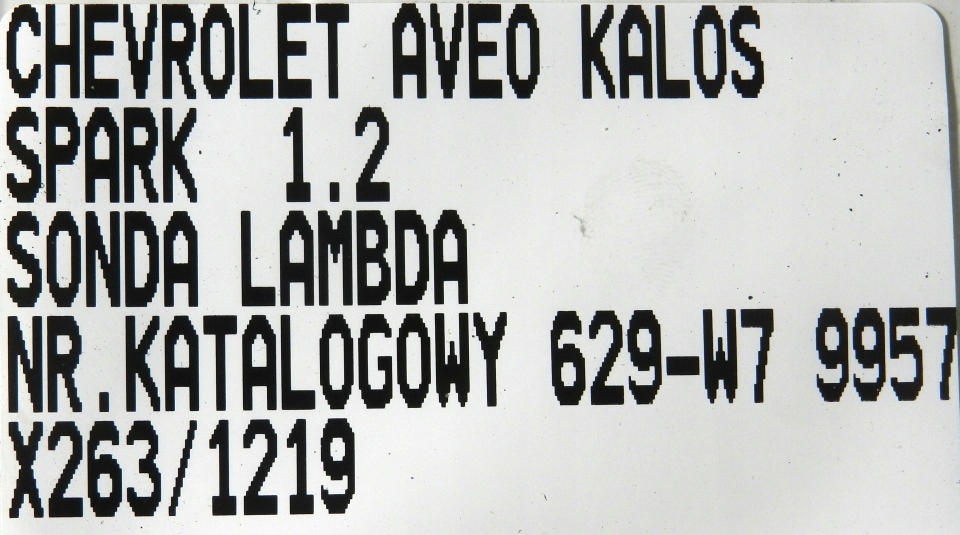 CHEVROLET AVEO KALOS
SPARK 1.2
SONDA LAMBDA
NR.KATALOGOWY 629-W7 9957
X263/1219